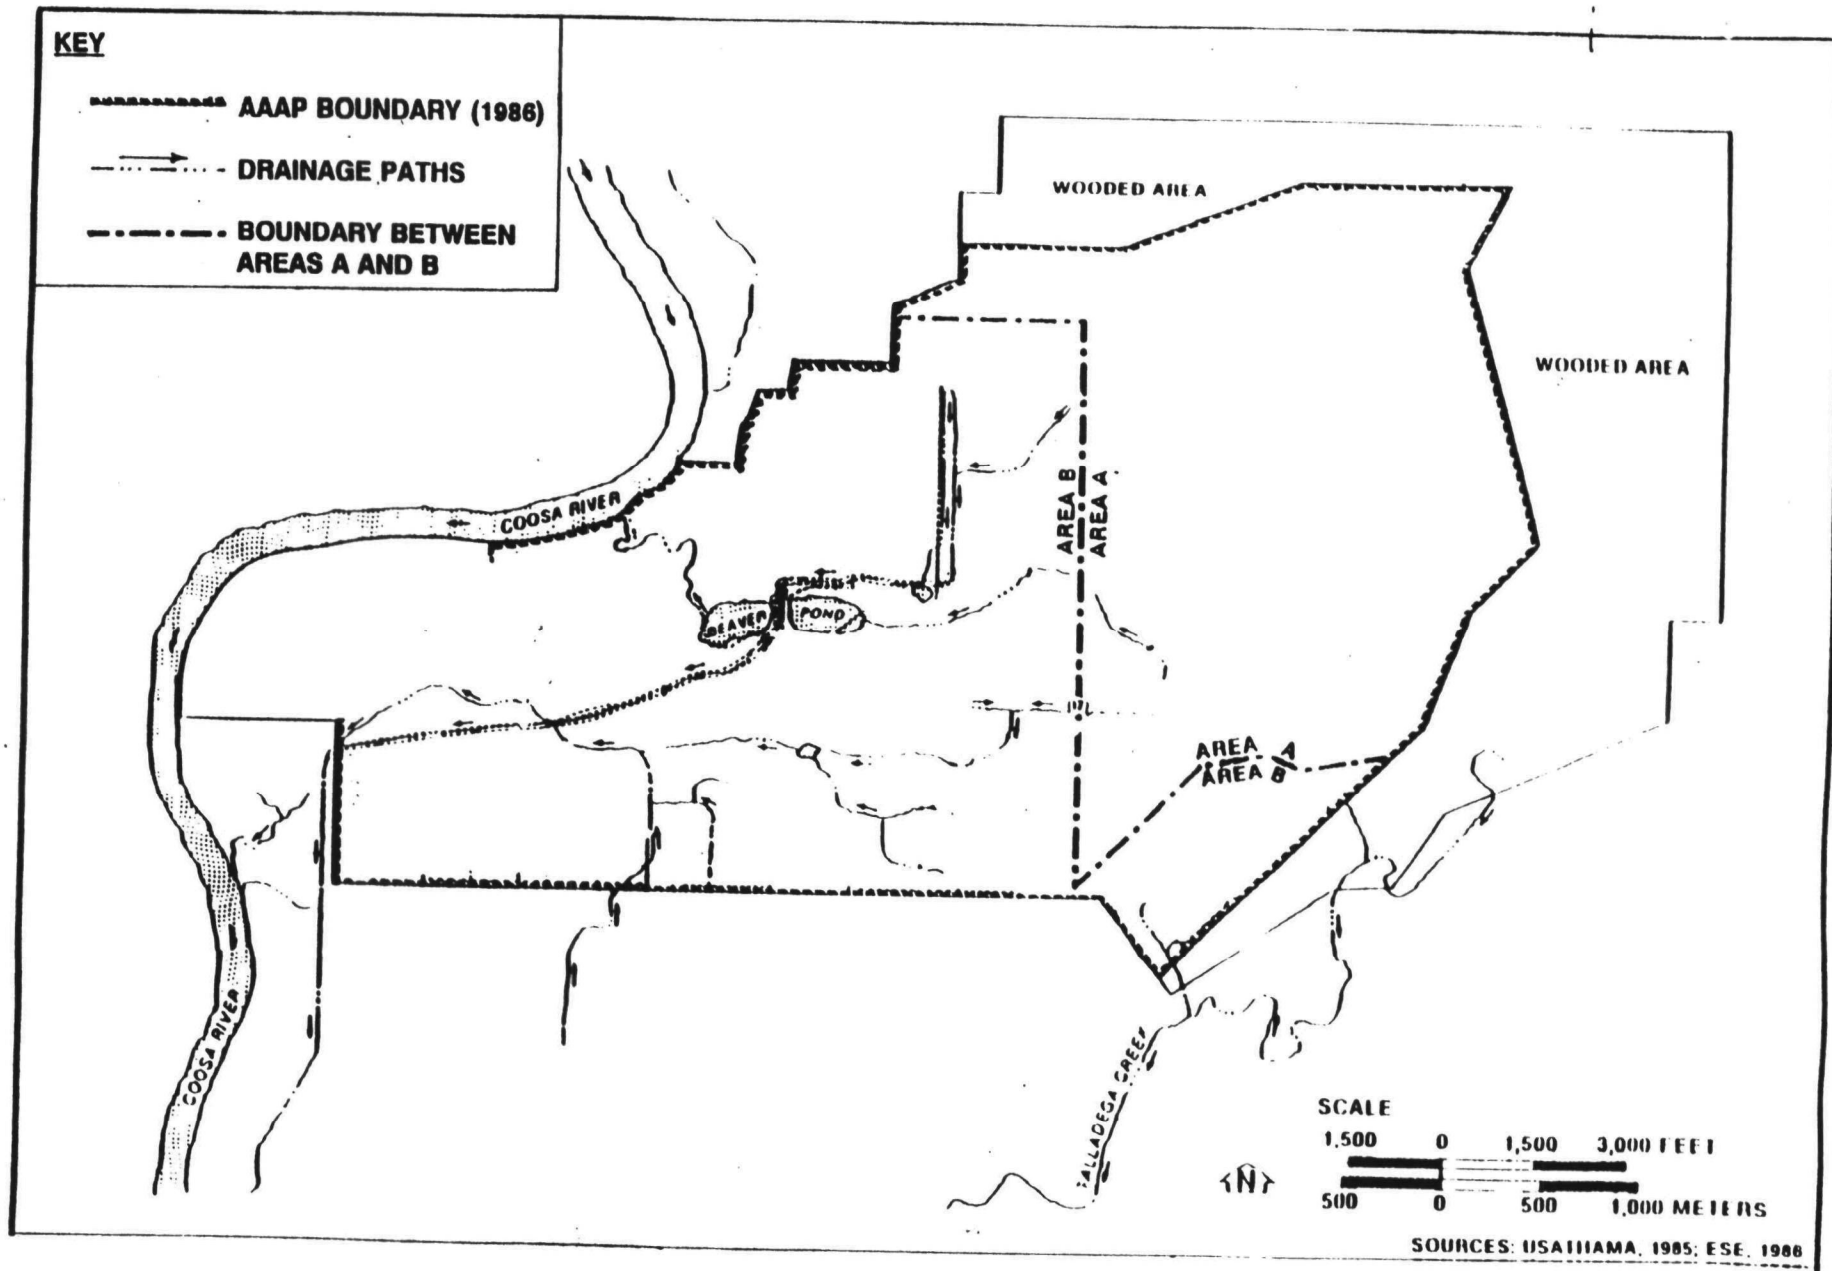 KEY
AAAP BOUNDARY (1986)
DRAINAGE PATHS
BOUNDARY BETWEEN
AREAS A AND B
WOODED AREA
WOODED AREA
COOSA RIVER
AREA B
AREA A
BEAVER POND
AREA A
AREA B
COOSA RIVER
TALLADEGA CREEK
N
SCALE
1,500 0 1,500 3,000 FEET
500 0 500 1,000 METERS
SOURCES: USATHAMA, 1985; ESE, 1986